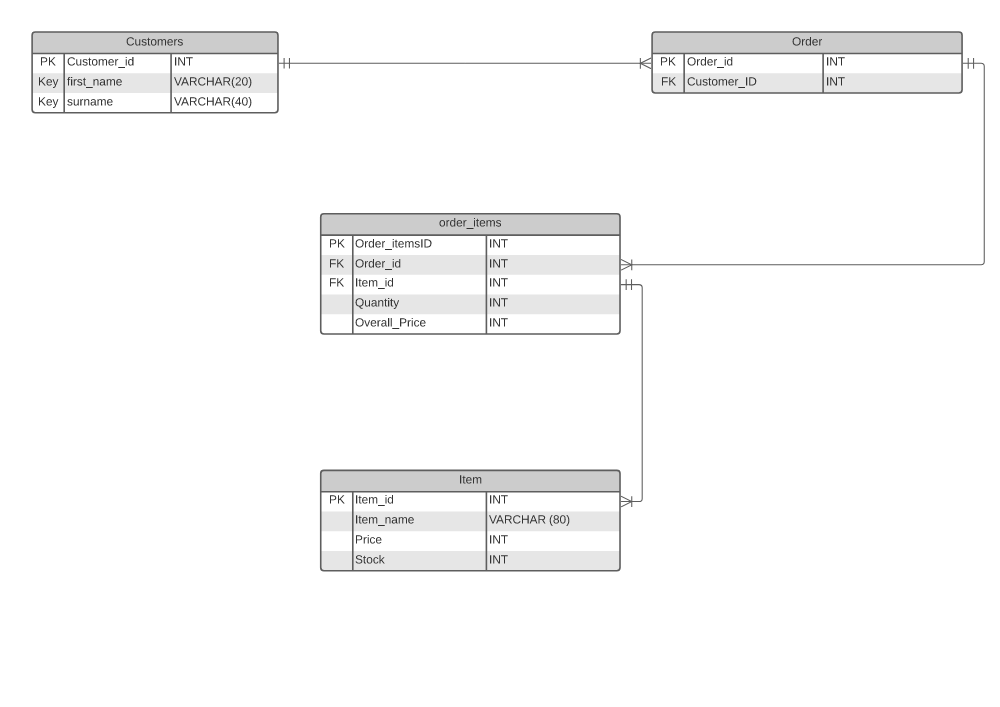 Customers
PK Customer_id INT
Key first_name VARCHAR(20)
Key surname VARCHAR(40)
Order
PK Order_id INT
FK Customer_ID INT
order_items
PK Order_itemsID INT
FK Order_id INT
FK Item_id INT
Quantity INT
Overall_Price INT
Item
PK Item_id INT
Item_name VARCHAR (80)
Price INT
Stock INT